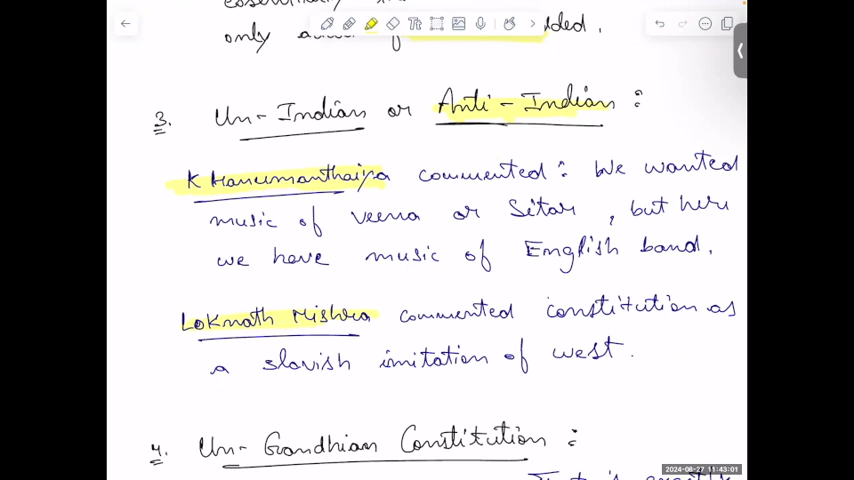 only
dded.
3. Un-Indian or Anti-Indian :
K Hanumanthaiya commented : We wanted
music of Veena or Sitar, but here
we have music of English band.
Loknath Mishra commented constitution as
a slavish imitation of west.
4. Un-Gandhian Constitution :
2024-08-27 11:43:01